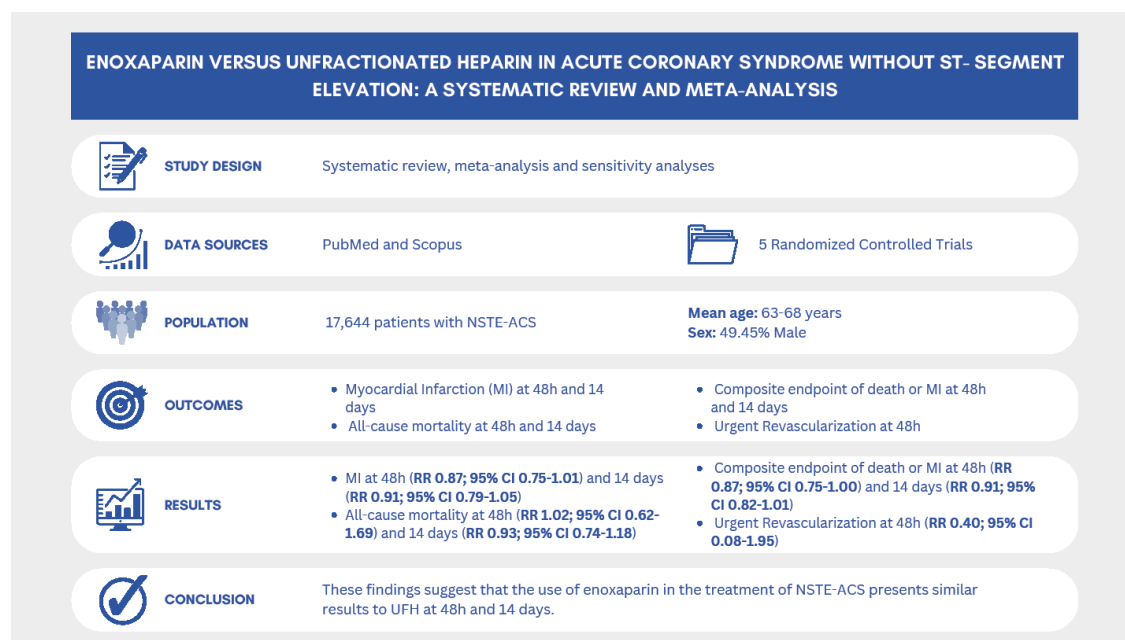 ENOXAPARIN VERSUS UNFRACTIONATED HEPARIN IN ACUTE CORONARY SYNDROME WITHOUT ST- SEGMENT
ELEVATION: A SYSTEMATIC REVIEW AND META-ANALYSIS
STUDY DESIGN
Systematic review, meta-analysis and sensitivity analyses
DATA SOURCES
PubMed and Scopus
5 Randomized Controlled Trials
POPULATION
17,644 patients with NSTE-ACS
Mean age: 63-68 years
Sex: 49.45% Male
OUTCOMES
• Myocardial Infarction (MI) at 48h and 14
days
• All-cause mortality at 48h and 14 days
• Composite endpoint of death or MI at 48h
and 14 days
• Urgent Revascularization at 48h
RESULTS
• MI at 48h (RR 0.87; 95% CI 0.75-1.01) and 14 days
(RR 0.91; 95% CI 0.79-1.05)
• All-cause mortality at 48h (RR 1.02; 95% CI 0.62-
1.69) and 14 days (RR 0.93; 95% CI 0.74-1.18)
• Composite endpoint of death or MI at 48h (RR
0.87; 95% CI 0.75-1.00) and 14 days (RR 0.91; 95%
CI 0.82-1.01)
• Urgent Revascularization at 48h (RR 0.40; 95% CI
0.08-1.95)
CONCLUSION
These findings suggest that the use of enoxaparin in the treatment of NSTE-ACS presents similar
results to UFH at 48h and 14 days.